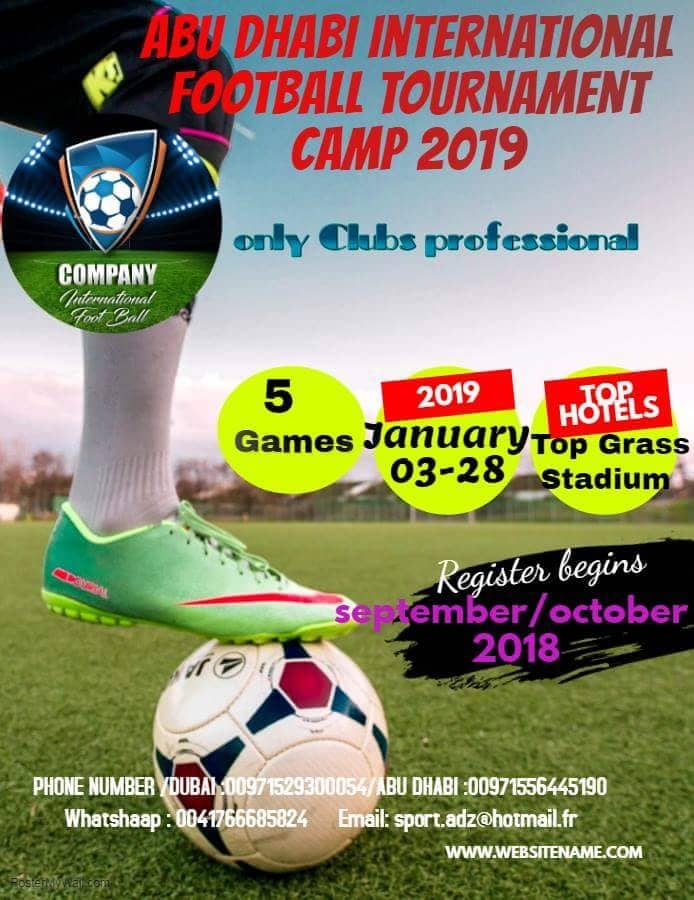 ABU DHABI INTERNATIONAL
FOOTBALL TOURNAMENT
CAMP 2019
only Clubs professional
COMPANY
International
Foot Ball
5
Games
2019
January
03-28
TOP
HOTELS
Top Grass
Stadium
Register begins
september/october
2018
JAKO
PHONE NUMBER /DUBAI :00971529300054/ABU DHABI :00971556445190
Whatshaap : 0041766685824 Email: sport.adz@hotmail.fr
WWW.WEBSITENAME.COM
PosterMyWall.com